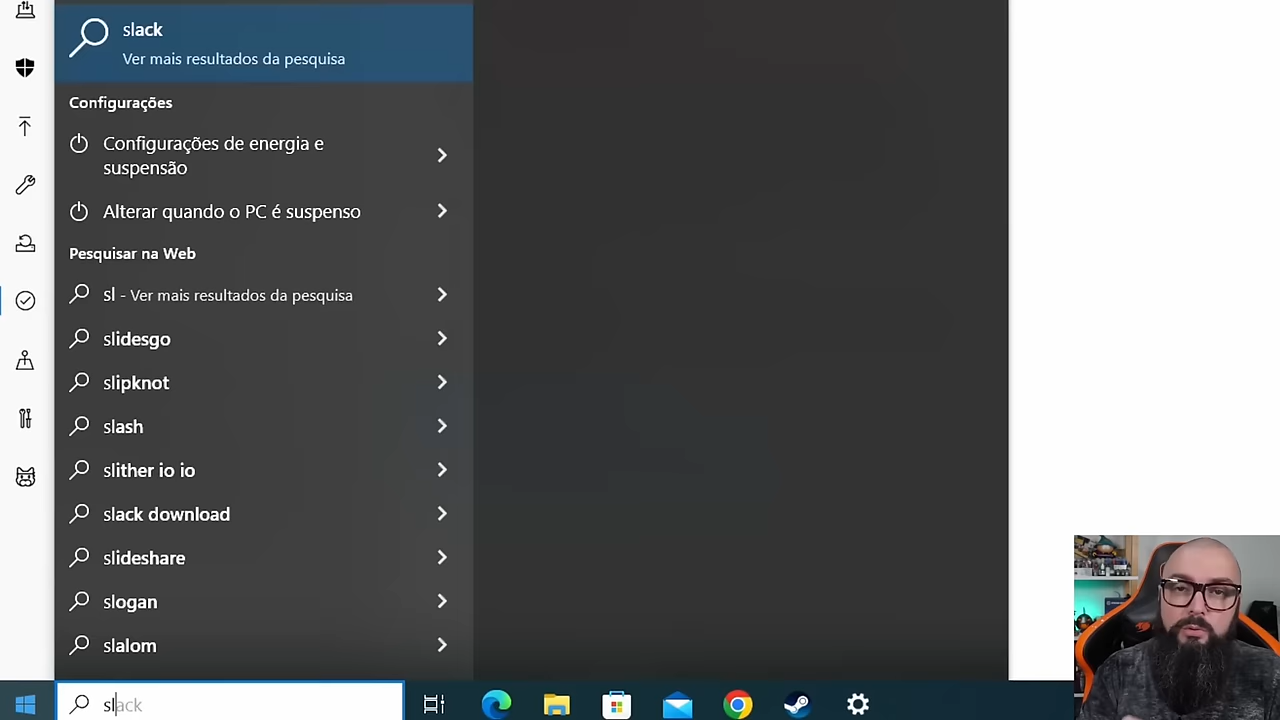 slack
Ver mais resultados da pesquisa
Configurações
Configurações de energia e
suspensão
Alterar quando o PC é suspenso
Pesquisar na Web
sl - Ver mais resultados da pesquisa
slidesgo
slipknot
slash
slither io io
slack download
slideshare
slogan
slalom
slack